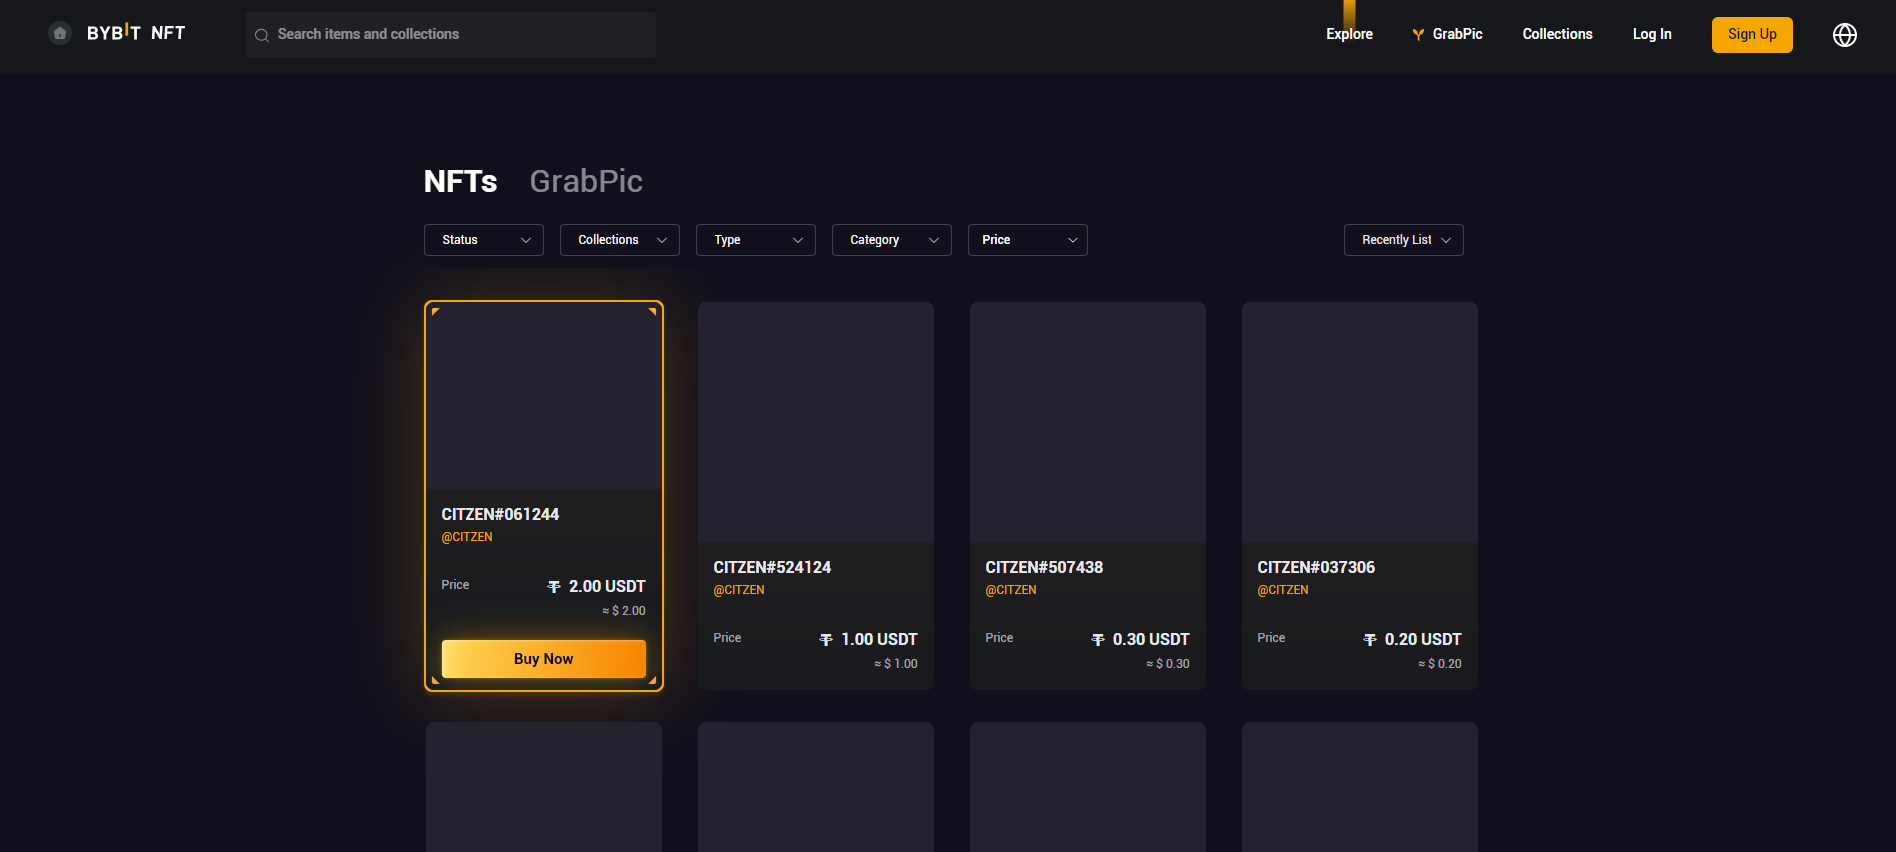 BYBIT NFT
Search items and collections
Explore
GrabPic
Collections
Log In
Sign Up
NFTs
GrabPic
Status
Collections
Type
Category
Price
Recently List
CITZEN#061244
@CITZEN
Price
2.00 USDT
≈ $ 2.00
Buy Now
CITZEN#524124
@CITZEN
Price
1.00 USDT
≈ $ 1.00
CITZEN#507438
@CITZEN
Price
0.30 USDT
≈ $ 0.30
CITZEN#037306
@CITZEN
Price
0.20 USDT
≈ $ 0.20